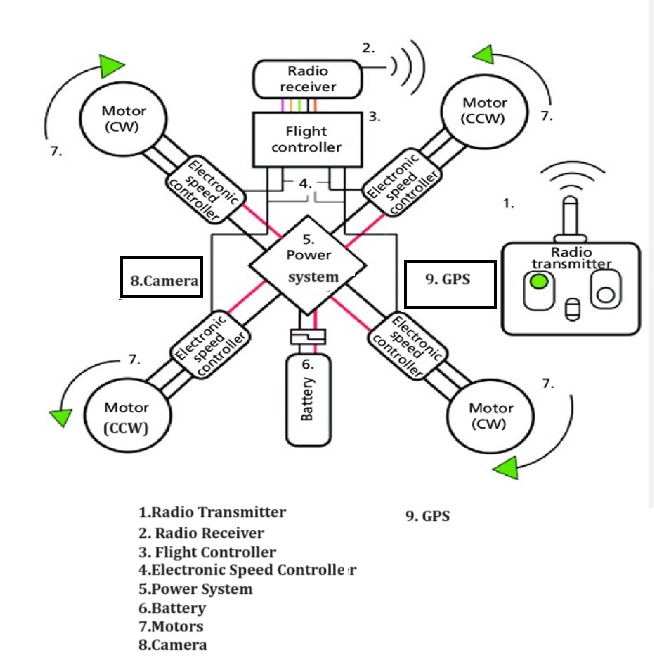 2.
Radio
receiver
Motor
(CW)
7.
3.
Flight
controller
Motor
(CCW)
7.
Electronic
speed
controller
4.
Electronic
speed
controller
1.
Radio
transmitter
5.
Power
system
8.Camera
9. GPS
Electronic
speed
controller
Electronic
speed
controller
7.
Motor
(CCW)
6.
Battery
7.
Motor
(CW)
1.Radio Transmitter
2. Radio Receiver
3. Flight Controller
4.Electronic Speed Controller
5.Power System
6.Battery
7.Motors
8.Camera
9. GPS